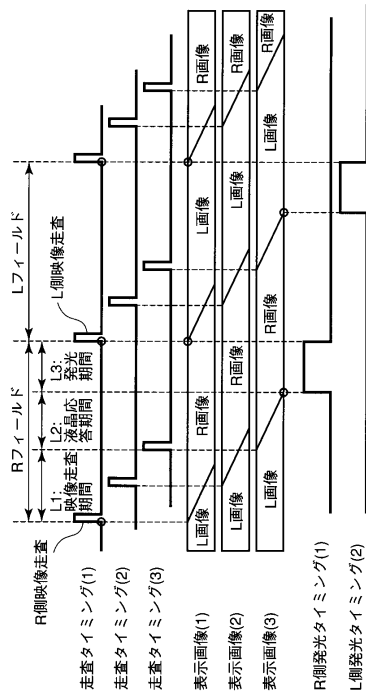 Rフィールド
Lフィールド
L1:
映像走査
期間
L2:
液晶応
答期間
L3:
発光
期間
R側映像走査
L側映像走査
走査タイミング(1)
走査タイミング(2)
走査タイミング(3)
表示画像(1)
L画像
R画像
L画像
R画像
表示画像(2)
L画像
R画像
L画像
R画像
表示画像(3)
L画像
R画像
L画像
R画像
R側発光タイミング(1)
L側発光タイミング(2)